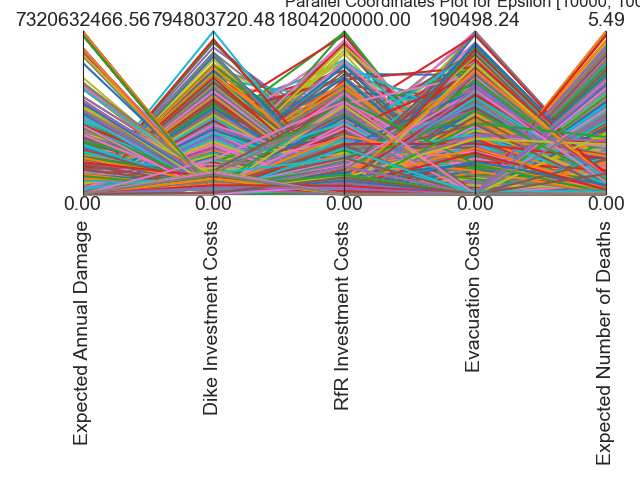 Parallel Coordinates Plot for Epsilon [10000, 100
7320632466.56 794803720.48 1804200000.00 190498.24 5.49
0.00 0.00 0.00 0.00 0.00
Expected Annual Damage
Dike Investment Costs
RfR Investment Costs
Evacuation Costs
Expected Number of Deaths